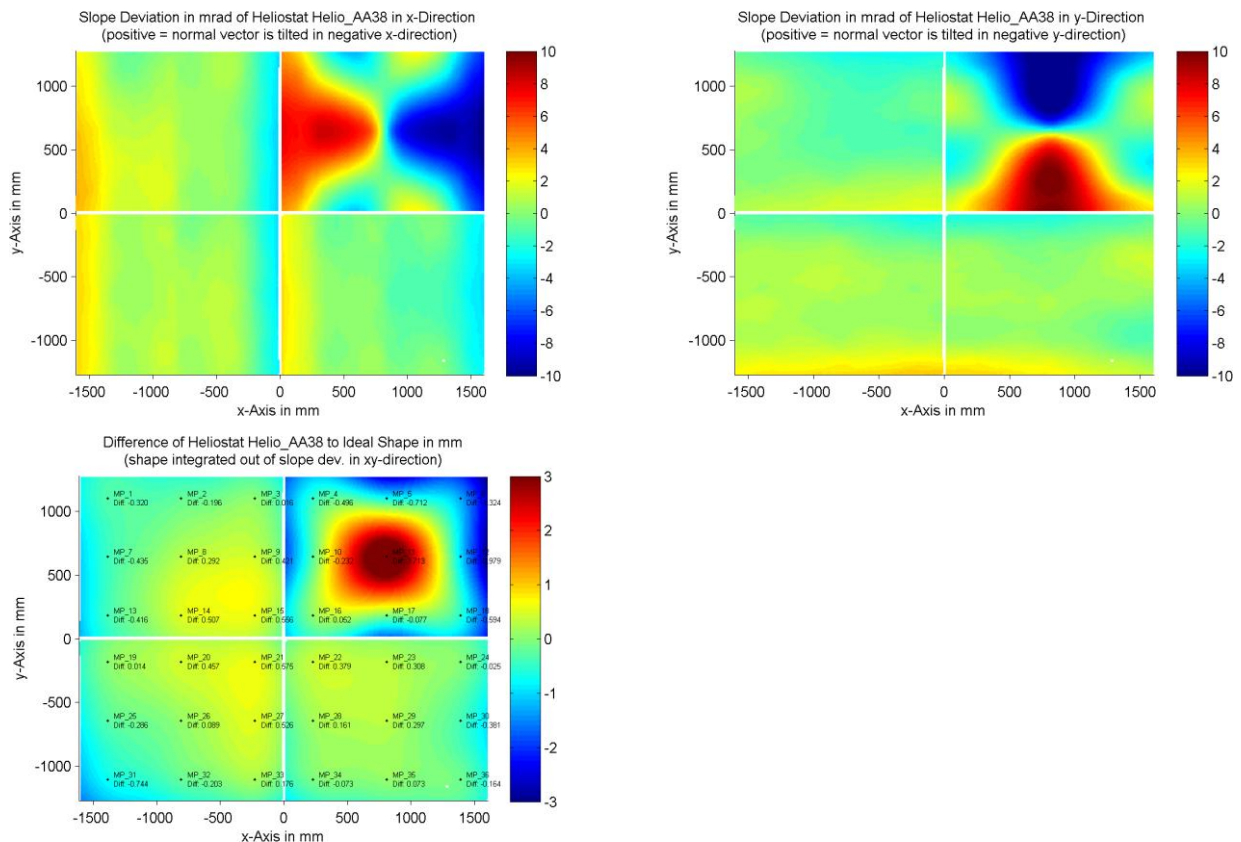 Slope Deviation in mrad of Heliostat Helio_AA38 in x-Direction
(positive = normal vector is tilted in negative x-direction)
1000
500
0
-500
-1000
y-Axis in mm
-1500 -1000 -500 0 500 1000 1500
x-Axis in mm
10
8
6
4
2
0
-2
-4
-6
-8
-10
Slope Deviation in mrad of Heliostat Helio_AA38 in y-Direction
(positive = normal vector is tilted in negative y-direction)
1000
500
0
-500
-1000
y-Axis in mm
-1500 -1000 -500 0 500 1000 1500
x-Axis in mm
10
8
6
4
2
0
-2
-4
-6
-8
-10
Difference of Heliostat Helio_AA38 to Ideal Shape in mm
(shape integrated out of slope dev. in xy-direction)
1000
500
0
-500
-1000
y-Axis in mm
MP_1 MP_2 MP_3 MP_4 MP_5
Diff: -0.320 Diff: -0.196 Diff: 0.016 Diff: -0.496 Diff: -0.712
MP_7 MP_8 MP_9 MP_10
Diff: -0.435 Diff: 0.292 Diff: 0.421 Diff: -0.232
MP_13 MP_14 MP_15 MP_16 MP_17 MP_18
Diff: -0.416 Diff: 0.507 Diff: 0.556 Diff: 0.052 Diff: -0.077 Diff: -0.594
MP_19 MP_20 MP_21 MP_22 MP_23 MP_24
Diff: 0.014 Diff: 0.457 Diff: 0.575 Diff: 0.379 Diff: 0.308 Diff: -0.025
MP_25 MP_26 MP_27 MP_28 MP_29 MP_30
Diff: -0.286 Diff: 0.089 Diff: 0.526 Diff: 0.161 Diff: 0.297 Diff: -0.381
MP_31 MP_32 MP_33 MP_34 MP_35 MP_36
Diff: -0.744 Diff: -0.203 Diff: 0.176 Diff: -0.073 Diff: 0.073 Diff: -0.164
-1500 -1000 -500 0 500 1000 1500
x-Axis in mm
3
2
1
0
-1
-2
-3